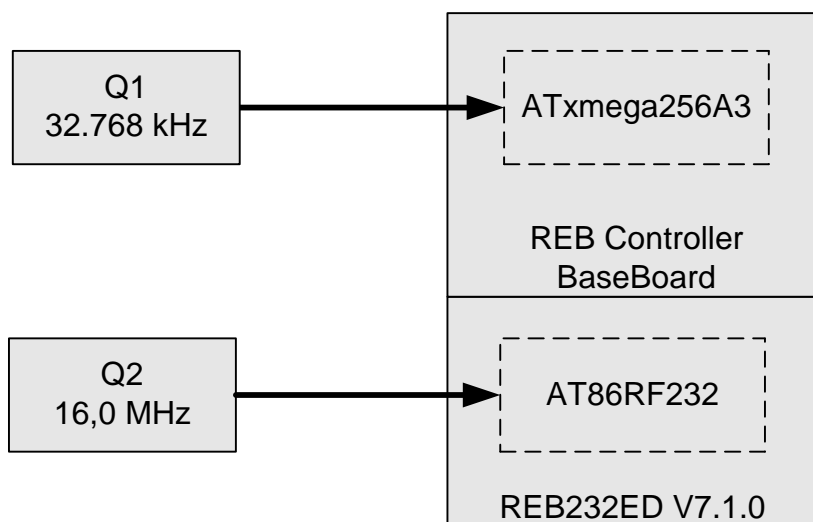 Q1
32.768 kHz
ATxmega256A3
REB Controller
BaseBoard
Q2
16,0 MHz
AT86RF232
REB232ED V7.1.0